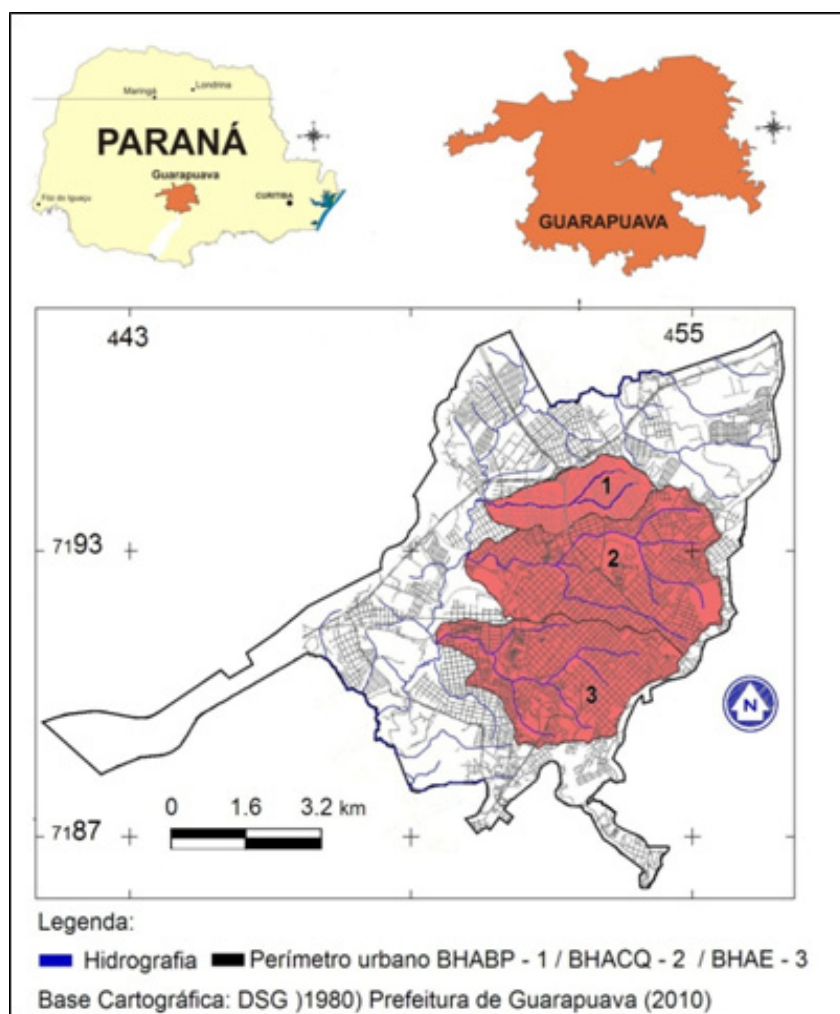 Maringá
Londrina
PARANÁ
Guarapuava
Foz do Iguaçu
CURITIBA
GUARAPUAVA
443
455
1
7193
2
3
N
0 1.6 3.2 km
7187
Legenda:
Hidrografia Perímetro urbano BHABP - 1 / BHACQ - 2 / BHAE - 3
Base Cartográfica: DSG )1980) Prefeitura de Guarapuava (2010)